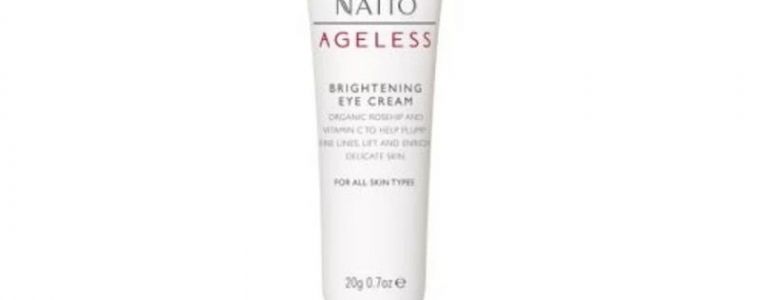 NATIO
AGELESS
BRIGHTENING
EYE CREAM
ORGANIC ROSEHIP AND
VITAMIN C TO HELP PLUMP
FINE LINES, LIFT AND ENRICH
DELICATE SKIN.
FOR ALL SKIN TYPES
20g 0.7oz ℮